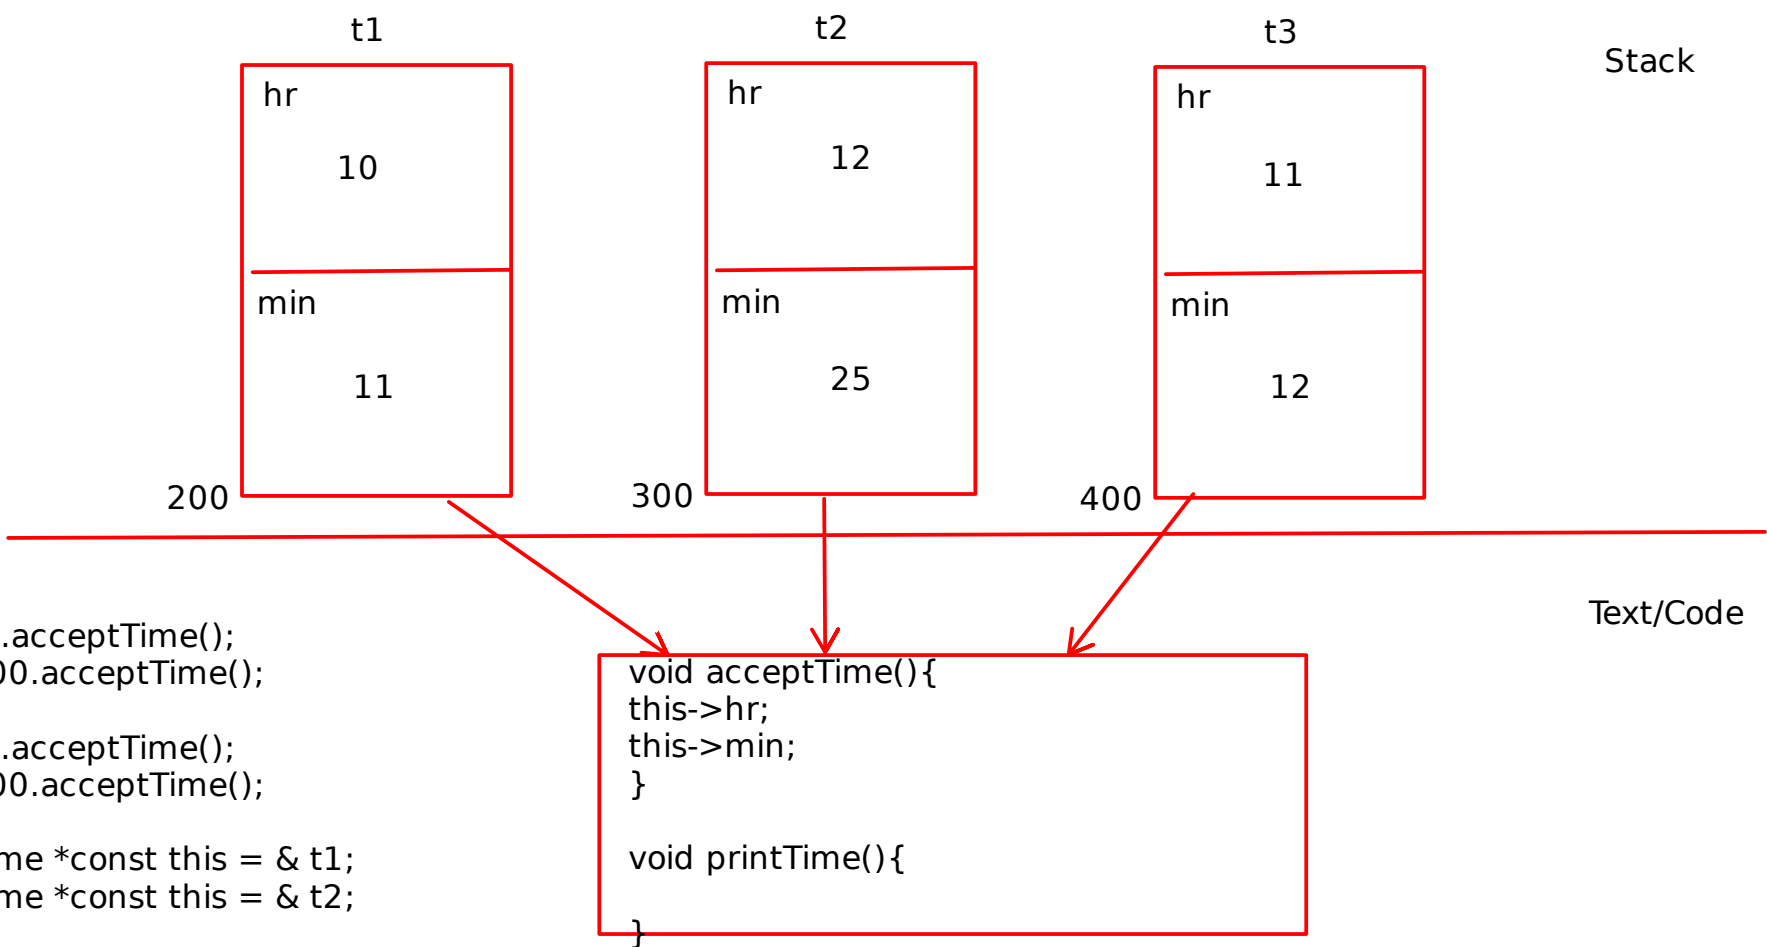 t1
t2
t3
Stack
hr
10
min
11
200
hr
12
min
25
300
hr
11
min
12
400
Text/Code
.acceptTime();
00.acceptTime();
.acceptTime();
00.acceptTime();
me *const this = & t1;
me *const this = & t2;
void acceptTime(){
this->hr;
this->min;
}
void printTime(){
}